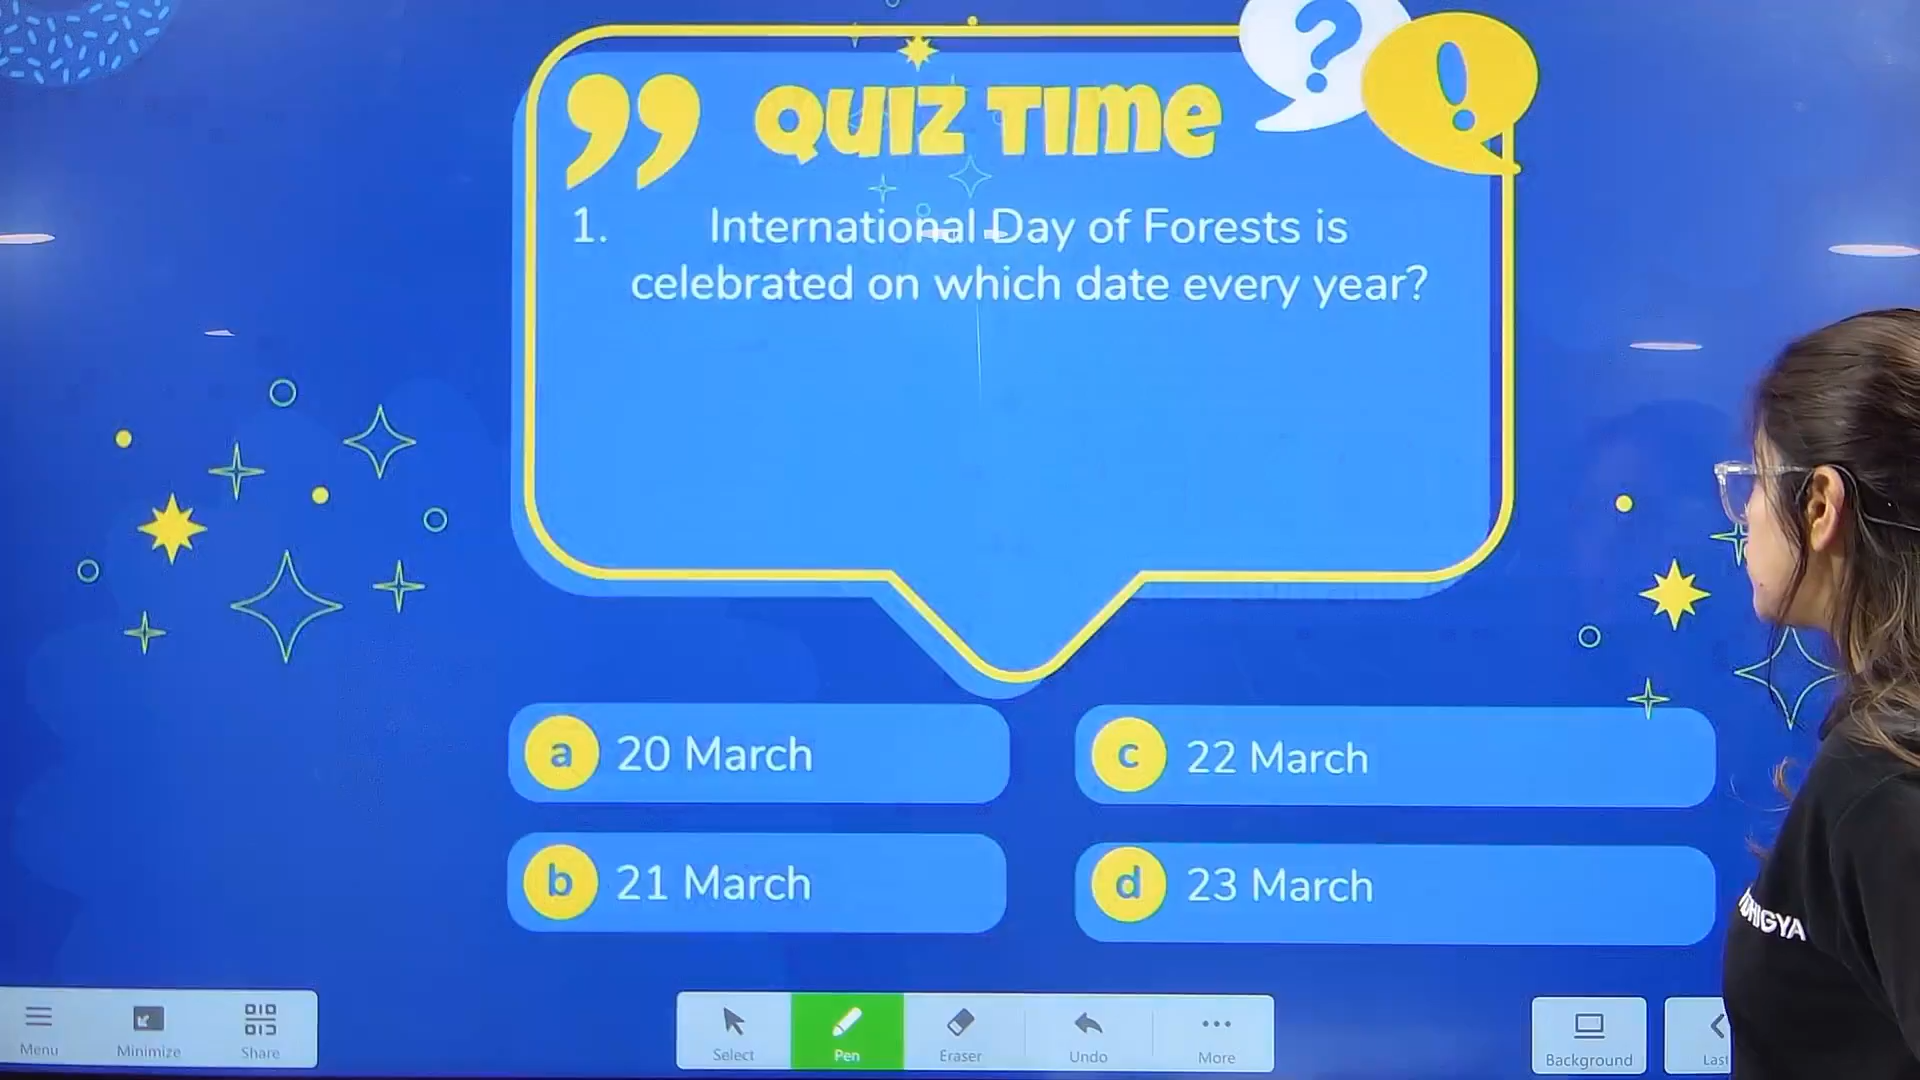 QUIZ TIME
1. International Day of Forests is
celebrated on which date every year?
a 20 March
c 22 March
b 21 March
d 23 March
Menu
Minimize
Share
Select
Pen
Eraser
Undo
More
Background
Last